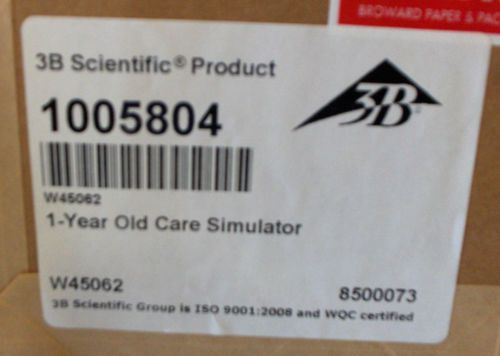 BROWARD PAPER & PAC
3B Scientific® Product
3B®
1005804
W45062
1-Year Old Care Simulator
W45062
8500073
3B Scientific Group is ISO 9001:2008 and WQC certified